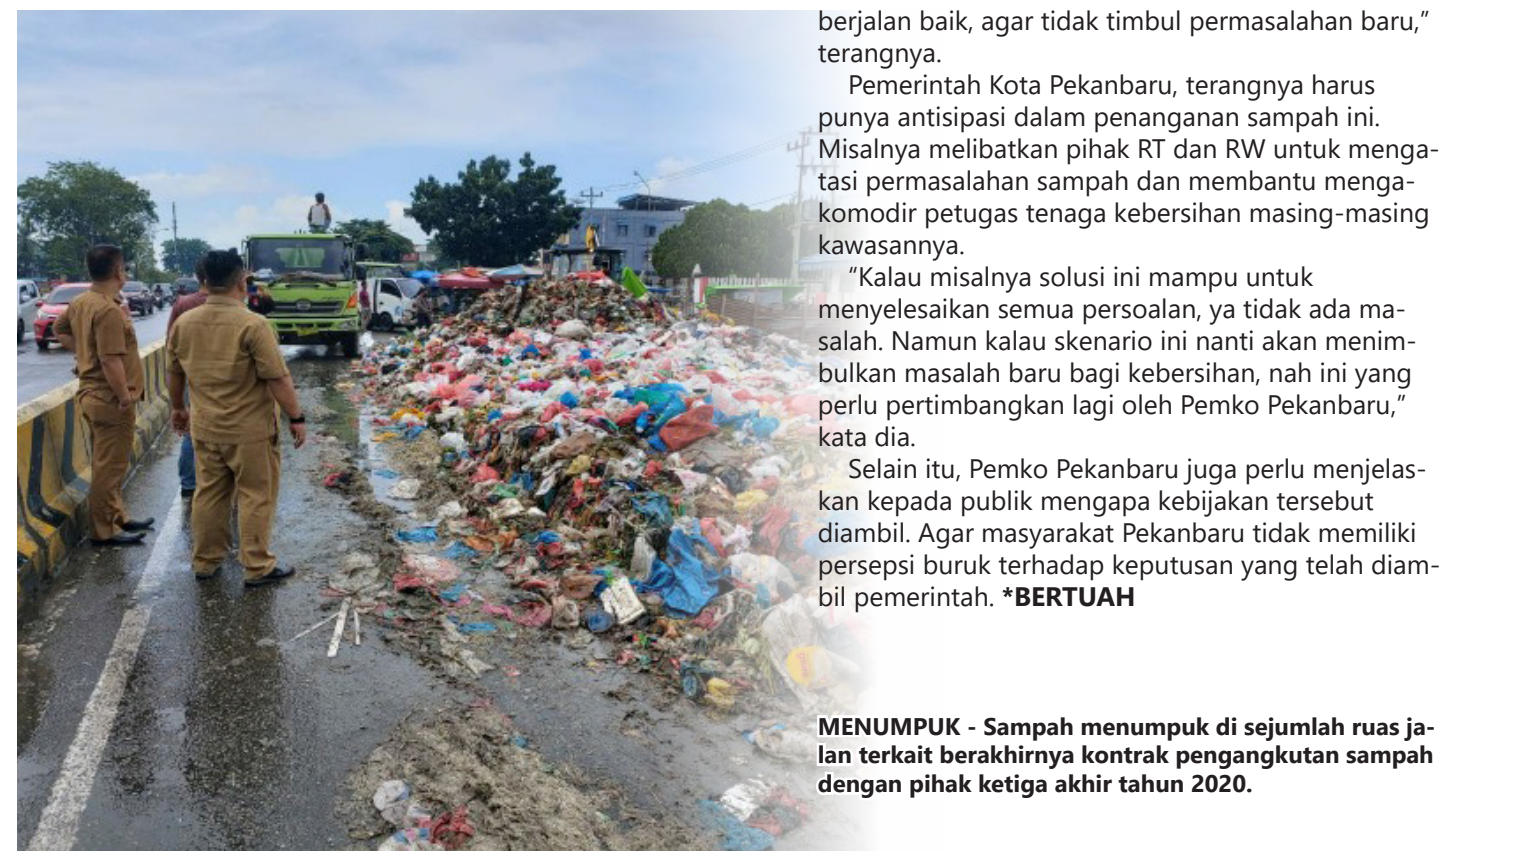 berjalan baik, agar tidak timbul permasalahan baru,”
terangnya.
Pemerintah Kota Pekanbaru, terangnya harus
punya antisipasi dalam penanganan sampah ini.
Misalnya melibatkan pihak RT dan RW untuk menga-
tasi permasalahan sampah dan membantu menga-
komodir petugas tenaga kebersihan masing-masing
kawasannya.
“Kalau misalnya solusi ini mampu untuk
menyelesaikan semua persoalan, ya tidak ada ma-
salah. Namun kalau skenario ini nanti akan menim-
bulkan masalah baru bagi kebersihan, nah ini yang
perlu pertimbangkan lagi oleh Pemko Pekanbaru,”
kata dia.
Selain itu, Pemko Pekanbaru juga perlu menjelas-
kan kepada publik mengapa kebijakan tersebut
diambil. Agar masyarakat Pekanbaru tidak memiliki
persepsi buruk terhadap keputusan yang telah diam-
bil pemerintah. *BERTUAH
MENUMPUK - Sampah menumpuk di sejumlah ruas ja-
lan terkait berakhirnya kontrak pengangkutan sampah
dengan pihak ketiga akhir tahun 2020.